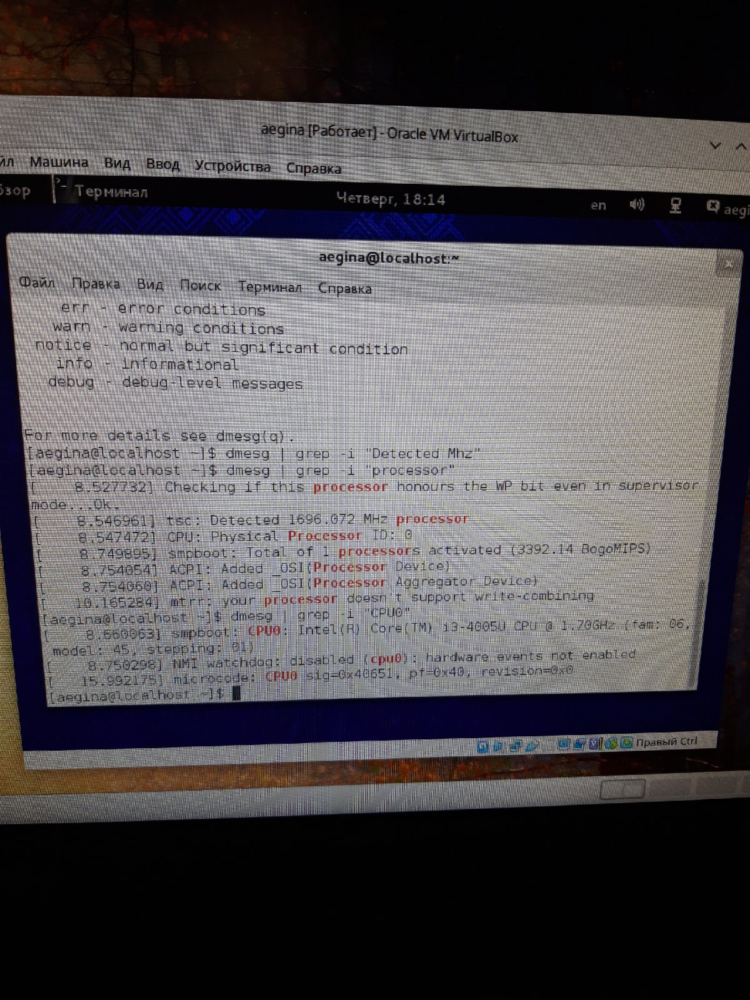 aegina [Работает] - Oracle VM VirtualBox
йл Машина Вид Ввод Устройства Справка
бзор Терминал Четверг, 18:14 en aegi
aegina@localhost:~
Файл Правка Вид Поиск Терминал Справка
err - error conditions
warn - warning conditions
notice - normal but significant condition
info - informational
debug - debug-level messages
For more details see dmesg(q).
[aegina@localhost ~]$ dmesg | grep -i "Detected Mhz"
[aegina@localhost ~]$ dmesg | grep -i "processor"
[ 8.527732] Checking if this processor honours the WP bit even in supervisor
mode...Ok.
[ 8.546961] tsc: Detected 1696.072 MHz processor
[ 8.547472] CPU: Physical Processor ID: 0
[ 8.749895] smpboot: Total of 1 processors activated (3392.14 BogoMIPS)
[ 8.754054] ACPI: Added _OSI(Processor Device)
[ 8.754060] ACPI: Added _OSI(Processor Aggregator Device)
[ 10.165284] mtrr: your processor doesn't support write-combining
[aegina@localhost ~]$ dmesg | grep -i "CPU0"
[ 8.660063] smpboot: CPU0: Intel(R) Core(TM) i3-4005U CPU @ 1.70GHz (fam: 06,
model: 45, stepping: 01)
[ 8.750298] NMI watchdog: disabled (cpu0): hardware events not enabled
[ 15.992175] microcode: CPU0 sig=0x40651, pf=0x40, revision=0x0
[aegina@localhost ~]$
Правый Ctrl